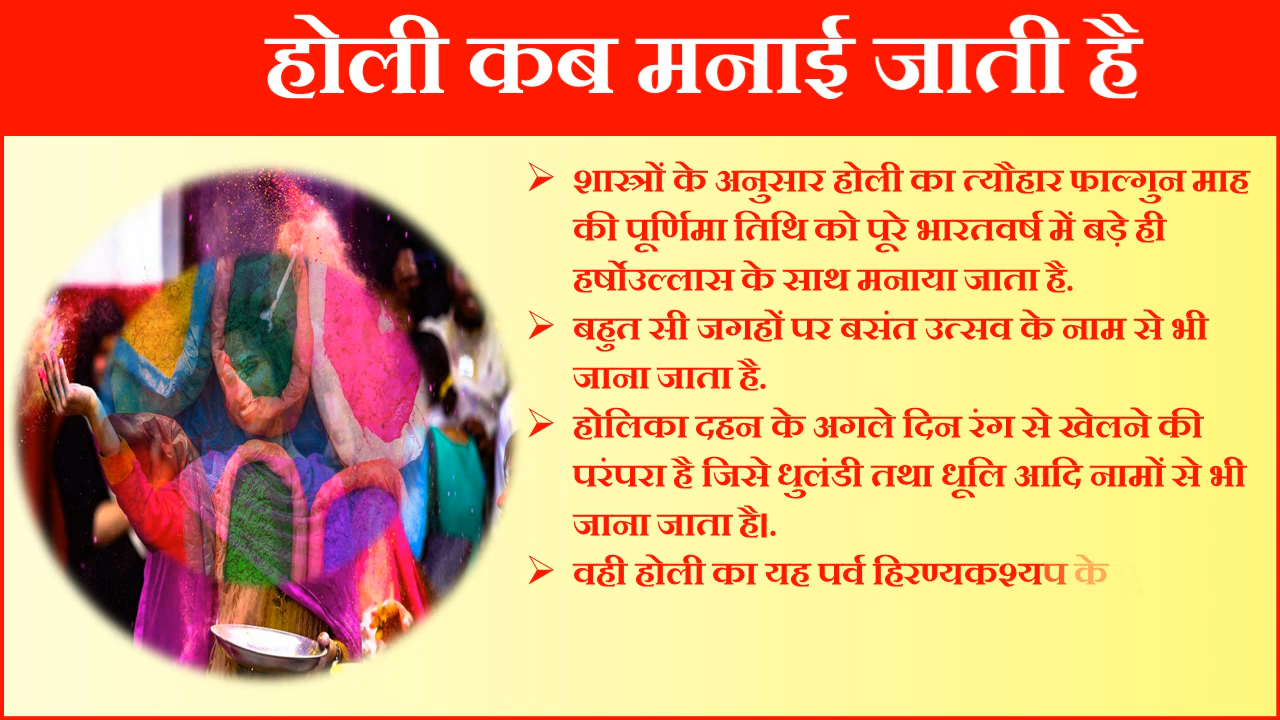 होली कब मनाई जाती है
शास्त्रों के अनुसार होली का त्यौहार फाल्गुन माह
की पूर्णिमा तिथि को पूरे भारतवर्ष में बड़े ही
हर्षोउल्लास के साथ मनाया जाता है.
बहुत सी जगहों पर बसंत उत्सव के नाम से भी
जाना जाता है.
होलिका दहन के अगले दिन रंग से खेलने की
परंपरा है जिसे धुलंडी तथा धूलि आदि नामों से भी
जाना जाता है।.
वही होली का यह पर्व हिरण्यकश्यप के